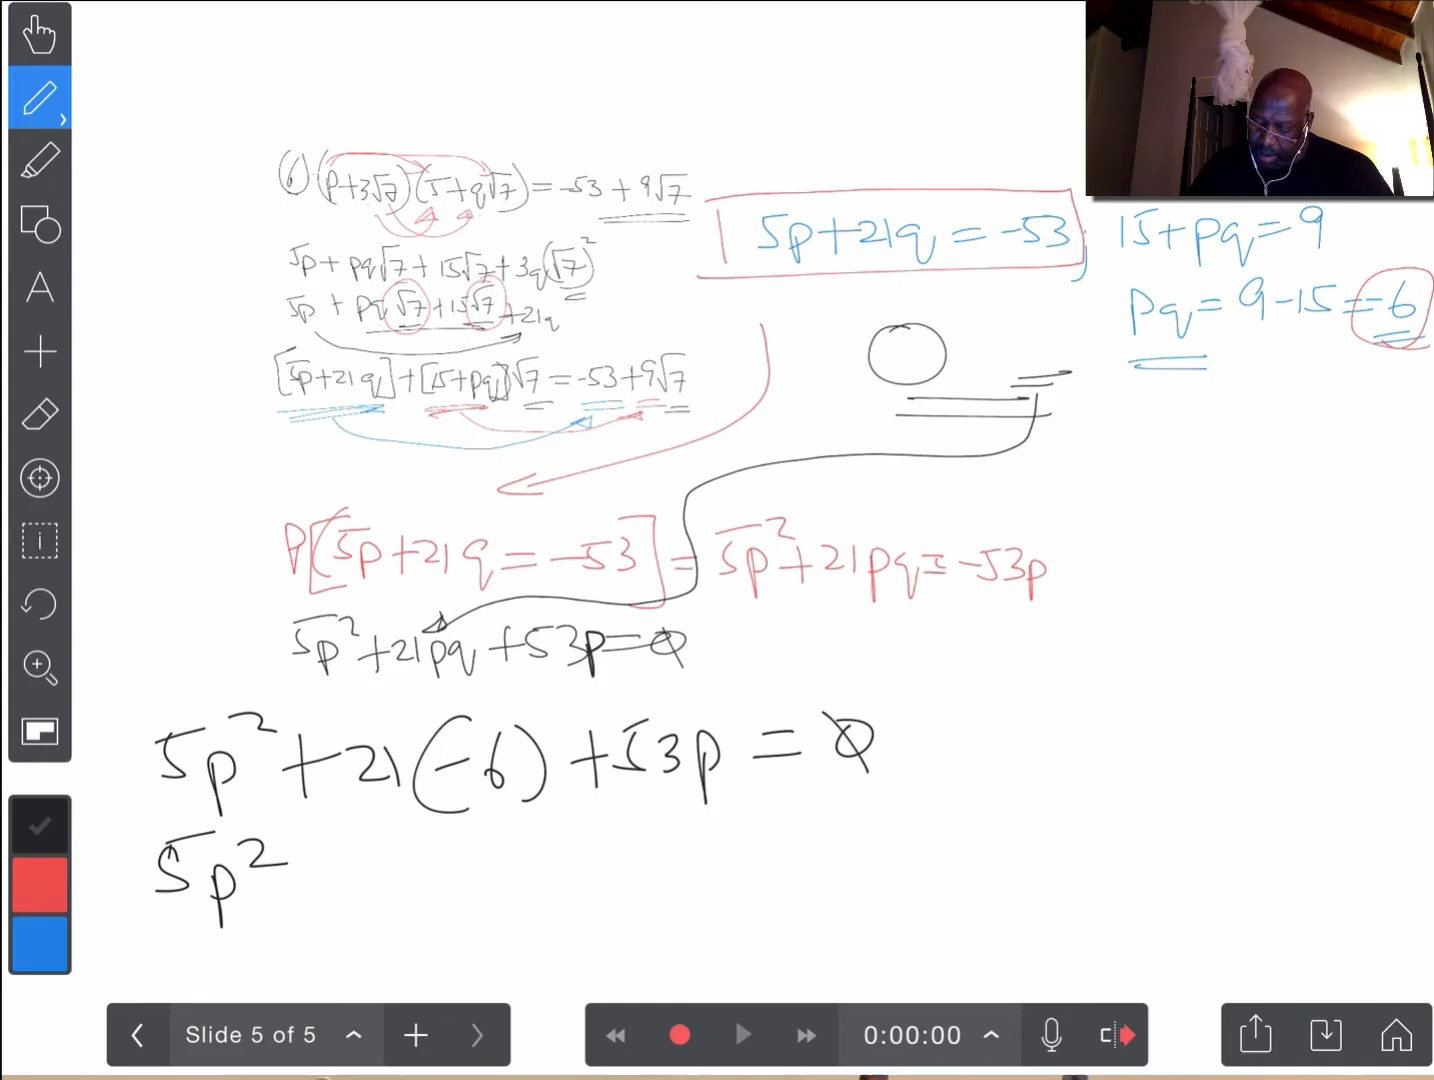 6) (p+3√7)(5+q√7) = -53 + 9√7
5p + pq√7 + 15√7 + 3q(√7)²
5p + pq√7 + 15√7 + 21q
[5p+21q] + [15+pq]√7 = -53+9√7
5p+21q = -53;
15+pq=9
pq = 9-15 = -6
P[5p+21q = -53] = 5p²+21pq = -53p
5p²+21pq +53p = 0
5p² + 21(-6) + 53p = 0
5p²
A
i
Slide 5 of 5
0:00:00